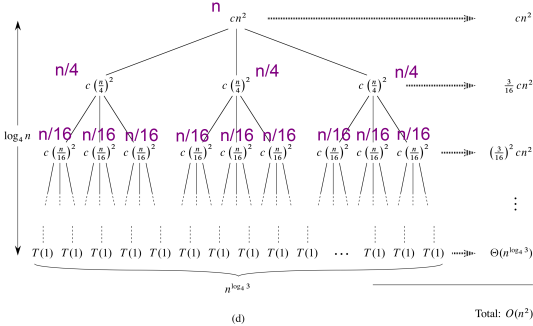 n
cn² cn²
n/4 n/4 n/4
c(n/4)² c(n/4)² c(n/4)² 3/16 cn²
log₄ n n/16 n/16 n/16 n/16 n/16 n/16 n/16 n/16 n/16
c(n/16)² c(n/16)² c(n/16)² c(n/16)² c(n/16)² c(n/16)² c(n/16)² c(n/16)² c(n/16)² (3/16)² cn²
⋮
T(1) T(1) T(1) T(1) T(1) T(1) T(1) T(1) T(1) T(1) … T(1) T(1) T(1) Θ(n^log₄ 3)
n^log₄ 3
Total: O(n²)
(d)